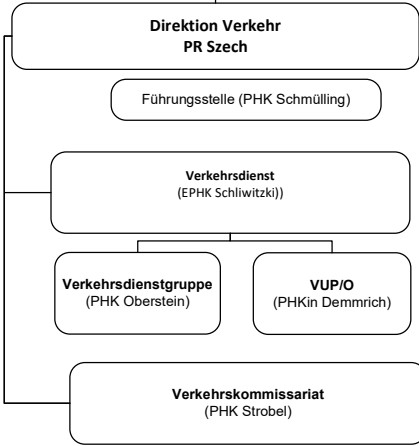 Direktion Verkehr
PR Szech
Führungsstelle (PHK Schmülling)
Verkehrsdienst
(EPHK Schliwitzki))
Verkehrsdienstgruppe
(PHK Oberstein)
VUP/O
(PHKin Demmrich)
Verkehrskommissariat
(PHK Strobel)